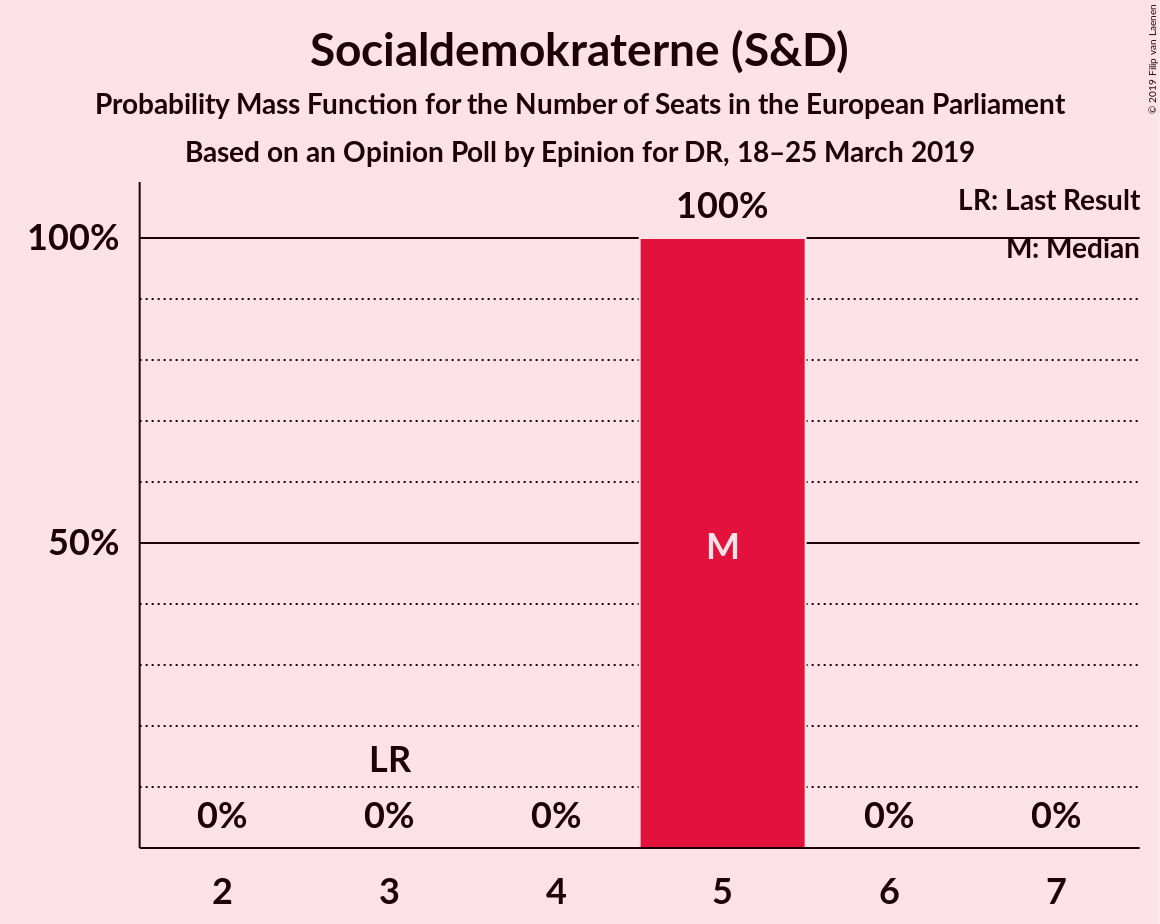 Socialdemokraterne (S&D)
Probability Mass Function for the Number of Seats in the European Parliament
Based on an Opinion Poll by Epinion for DR, 18–25 March 2019
© 2019 Filip van Laenen
LR: Last Result
M: Median
100%
100%
50%
M
LR
0%
0%
0%
0%
0%
2
3
4
5
6
7